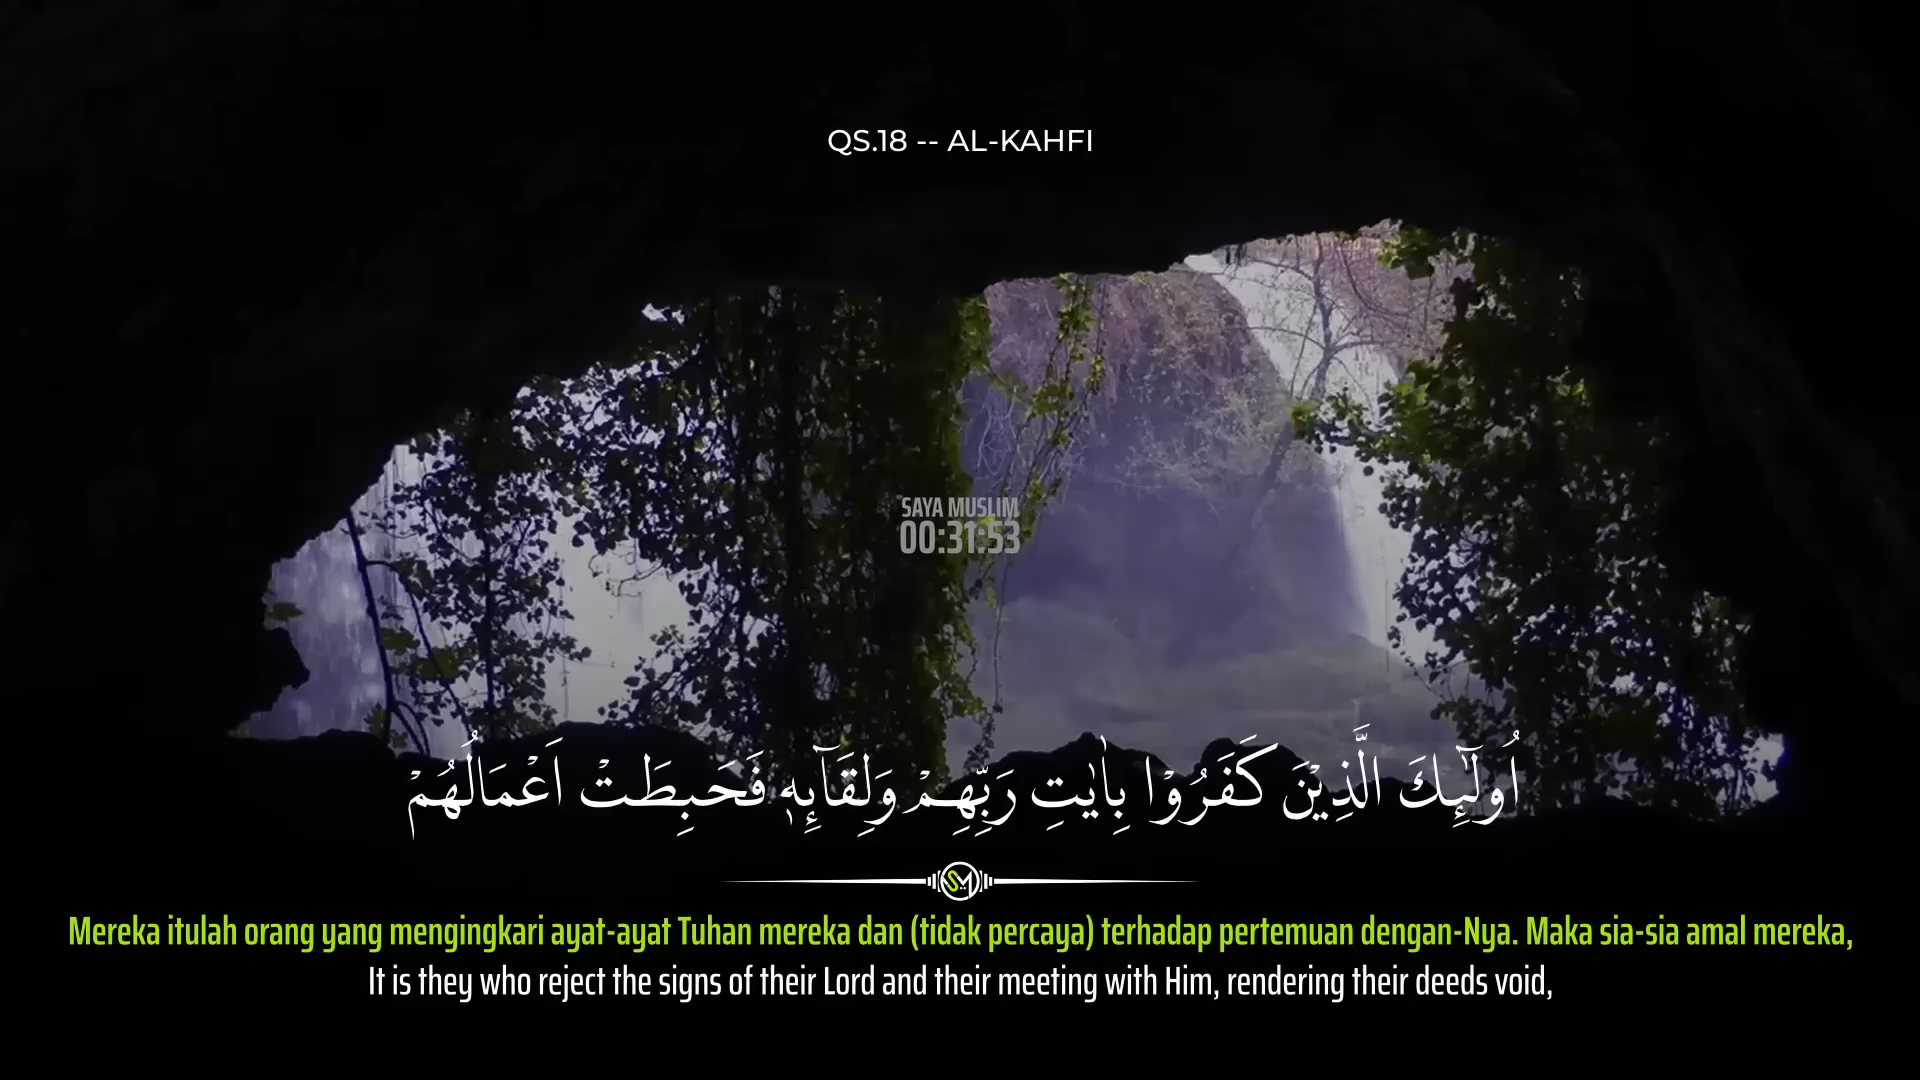 QS.18 -- AL-KAHFI
SAYA MUSLIM
00:31:53
اُولٰۤىِٕكَ الَّذِيْنَ كَفَرُوْا بِاٰيٰتِ رَبِّهِمْ وَلِقَاۤىِٕهٖ فَحَبِطَتْ اَعْمَالُهُمْ
SM
Mereka itulah orang yang mengingkari ayat-ayat Tuhan mereka dan (tidak percaya) terhadap pertemuan dengan-Nya. Maka sia-sia amal mereka,
It is they who reject the signs of their Lord and their meeting with Him, rendering their deeds void,